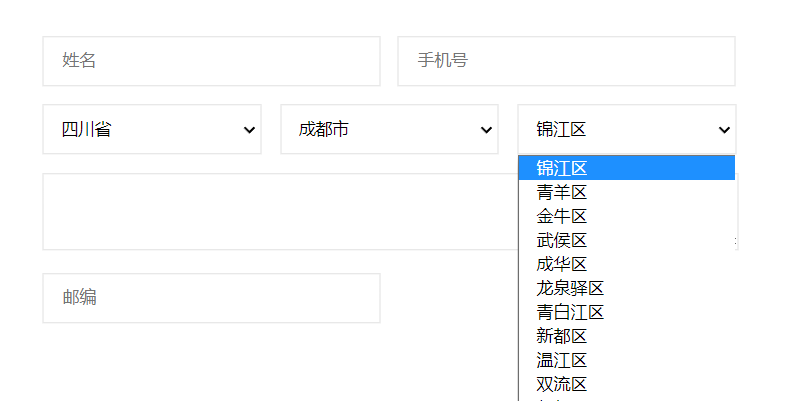 姓名
手机号
四川省
成都市
锦江区
锦江区
青羊区
金牛区
武侯区
成华区
龙泉驿区
青白江区
新都区
温江区
双流区
邮编